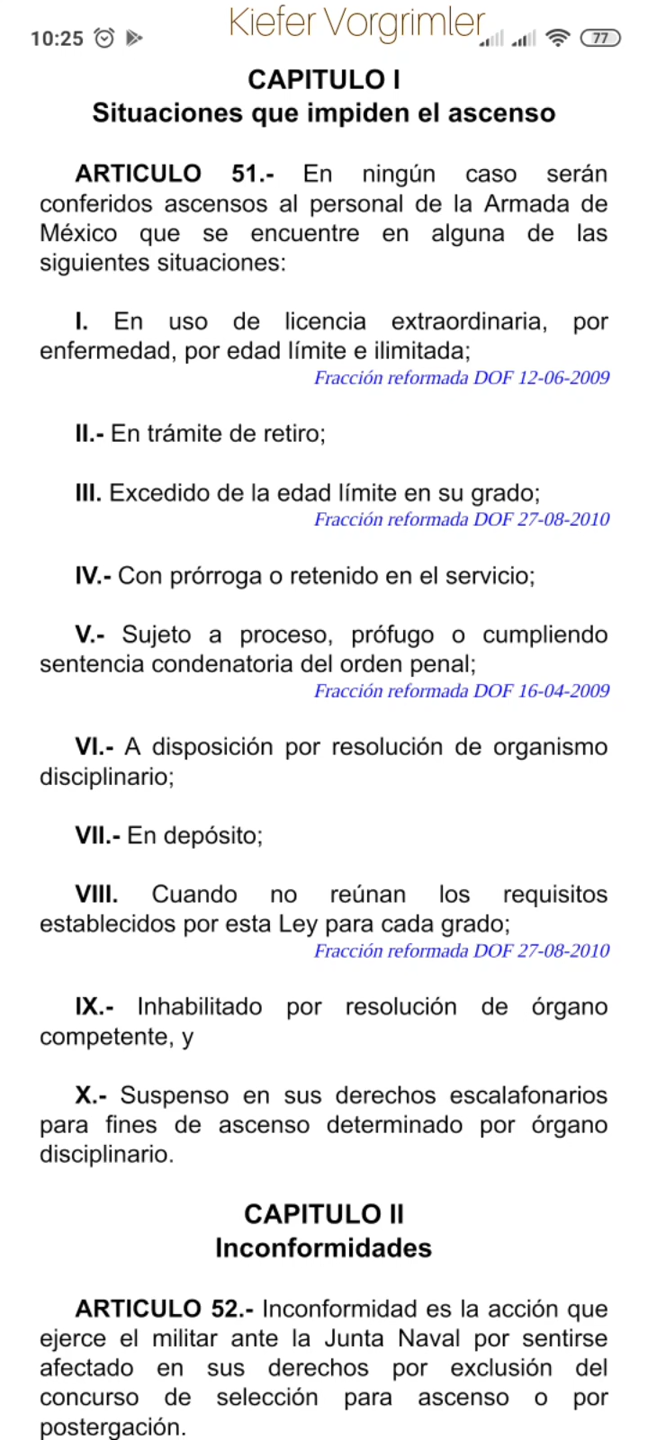 Kiefer Vorgrimler
10:25
77
CAPITULO I
Situaciones que impiden el ascenso
ARTICULO 51.- En ningún caso serán
conferidos ascensos al personal de la Armada de
México que se encuentre en alguna de las
siguientes situaciones:
I. En uso de licencia extraordinaria, por
enfermedad, por edad límite e ilimitada;
Fracción reformada DOF 12-06-2009
II.- En trámite de retiro;
III. Excedido de la edad límite en su grado;
Fracción reformada DOF 27-08-2010
IV.- Con prórroga o retenido en el servicio;
V.- Sujeto a proceso, prófugo o cumpliendo
sentencia condenatoria del orden penal;
Fracción reformada DOF 16-04-2009
VI.- A disposición por resolución de organismo
disciplinario;
VII.- En depósito;
VIII. Cuando no reúnan los requisitos
establecidos por esta Ley para cada grado;
Fracción reformada DOF 27-08-2010
IX.- Inhabilitado por resolución de órgano
competente, y
X.- Suspenso en sus derechos escalafonarios
para fines de ascenso determinado por órgano
disciplinario.
CAPITULO II
Inconformidades
ARTICULO 52.- Inconformidad es la acción que
ejerce el militar ante la Junta Naval por sentirse
afectado en sus derechos por exclusión del
concurso de selección para ascenso o por
postergación.